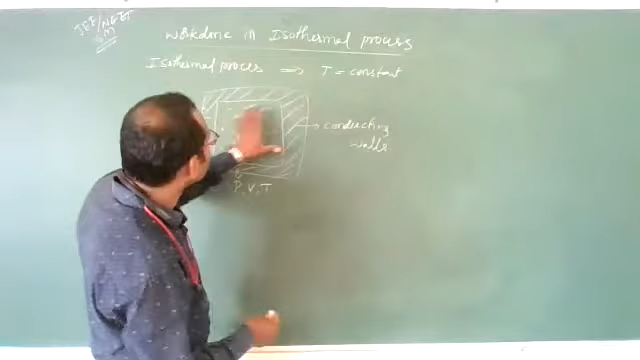 JEE/NEET
workdone in Isothermal process
Isothermal process ⟹ T = constant
conducting
walls
P, V, T